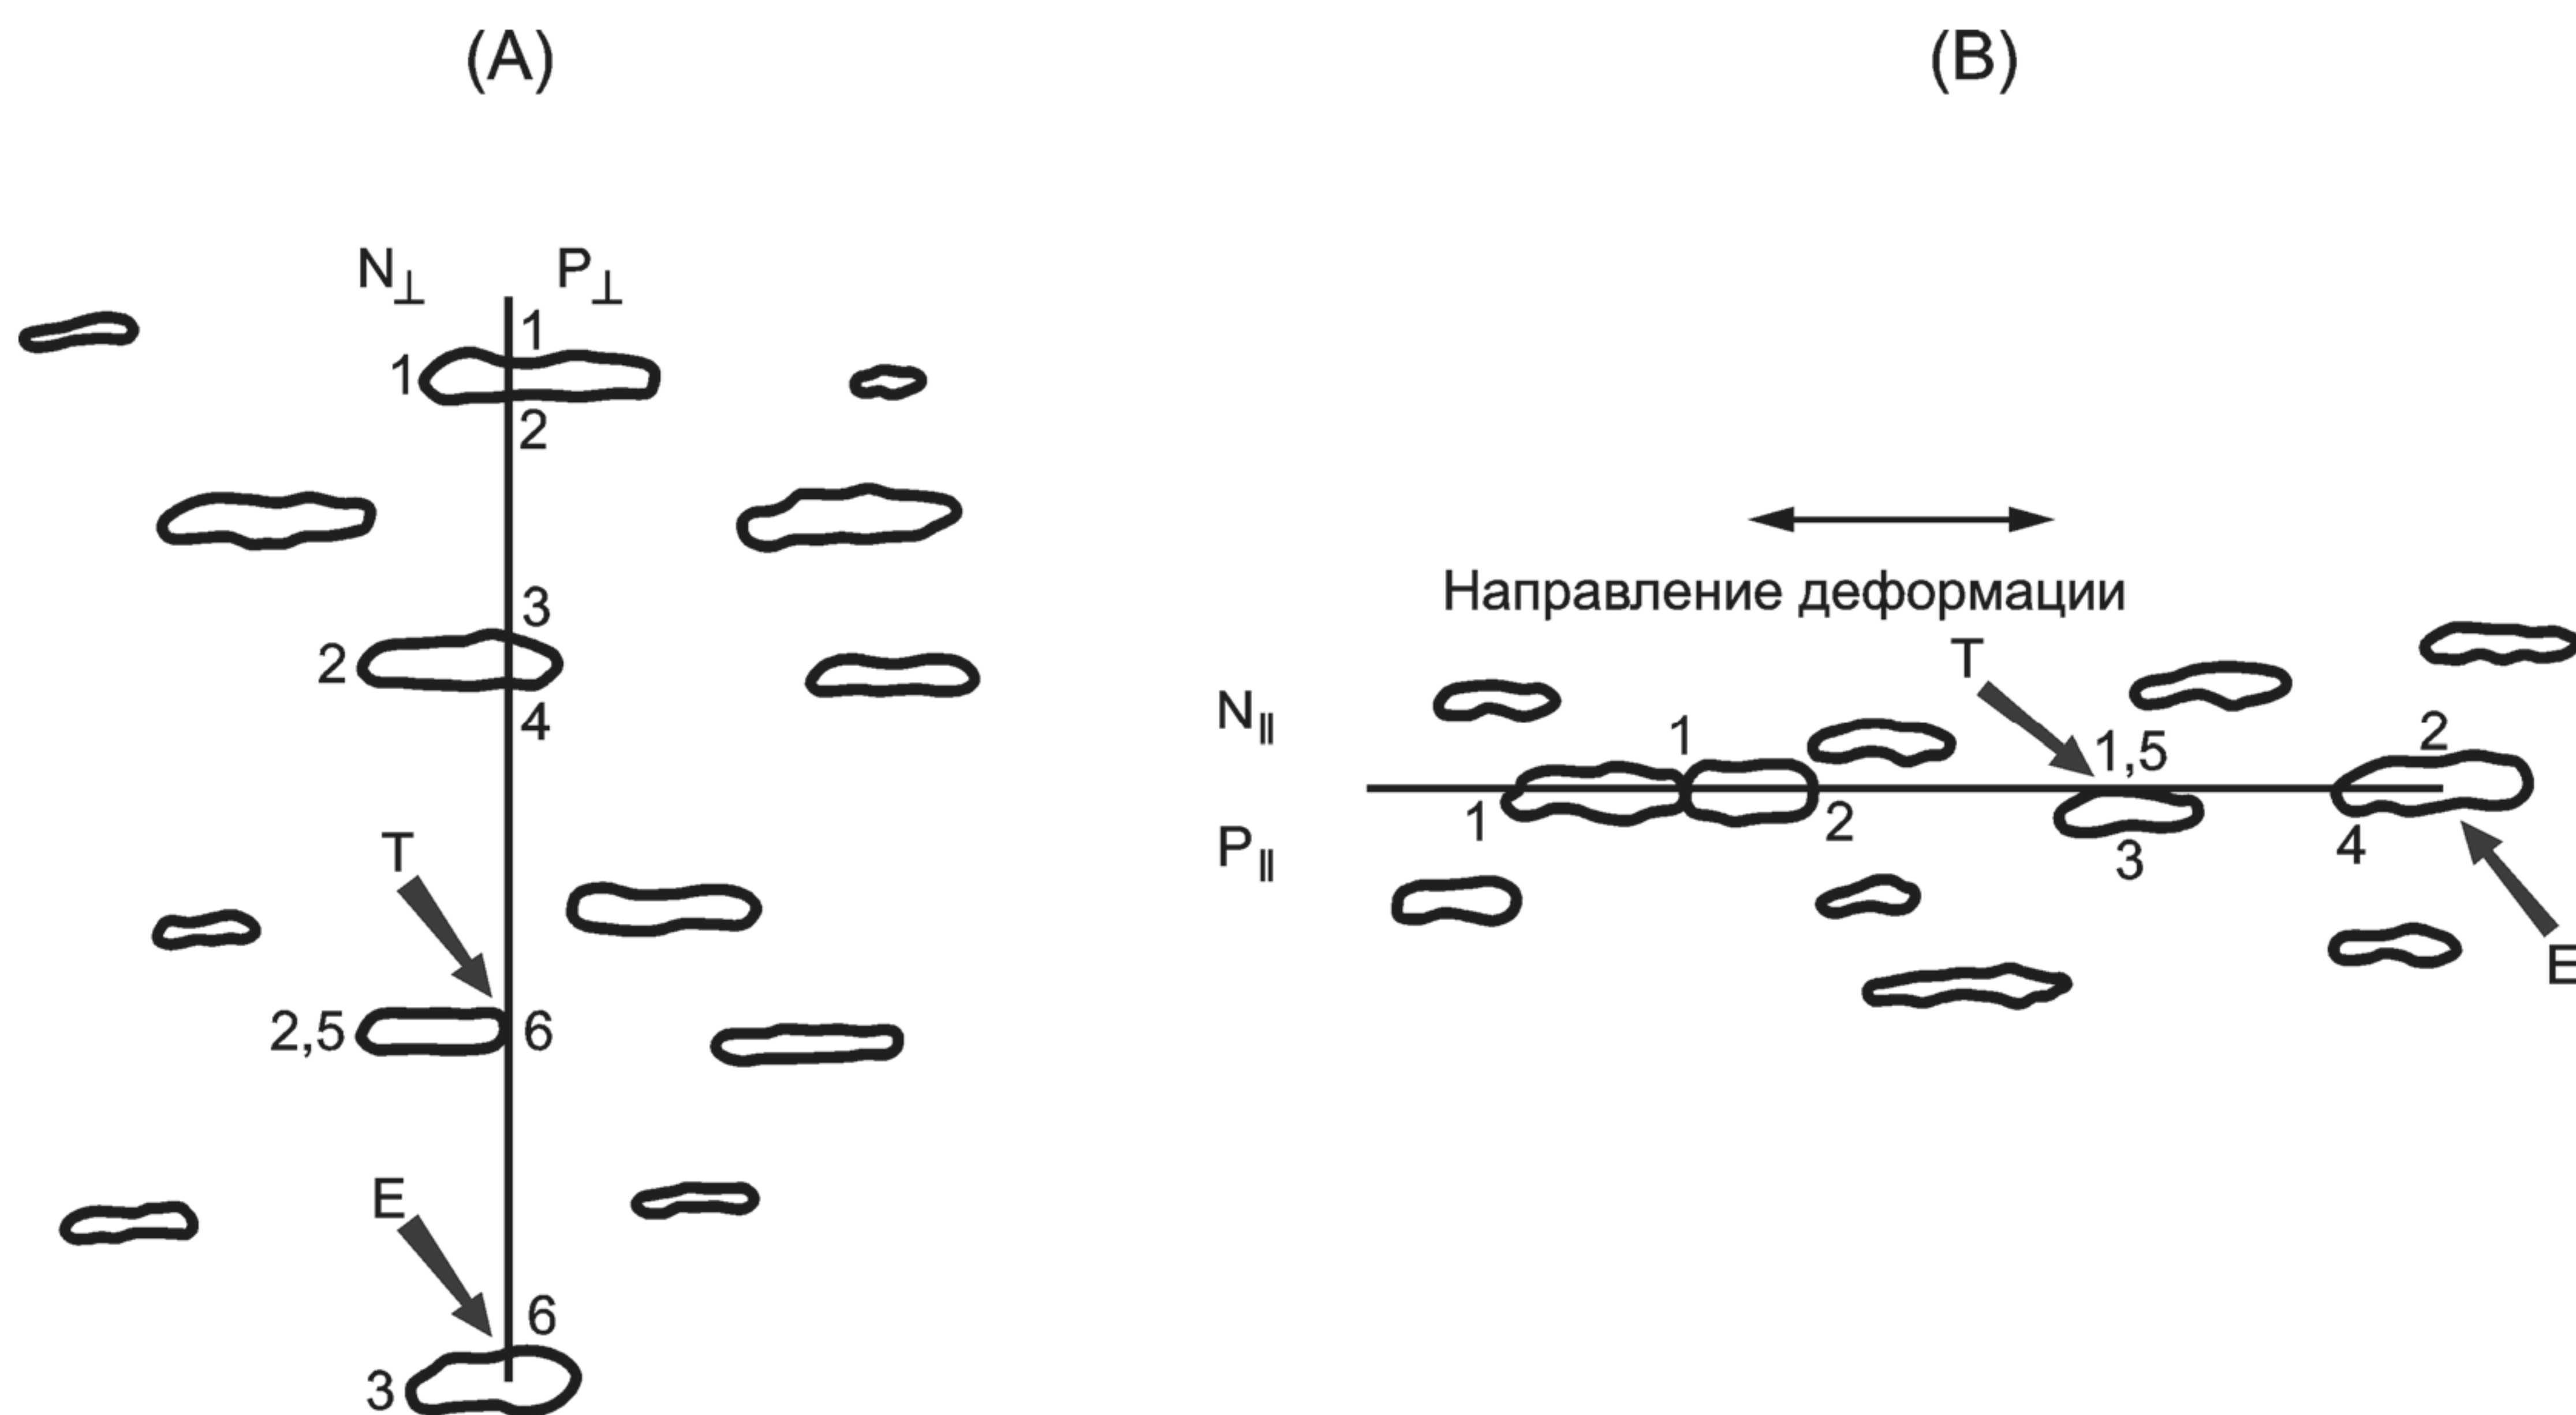 (A)
N⊥ P⊥
1
1
2
3
2
4
T
2,5 6
E
6
3
(B)
Направление деформации
T
N||
1 1,5 2
1 2 4
P||
3
E